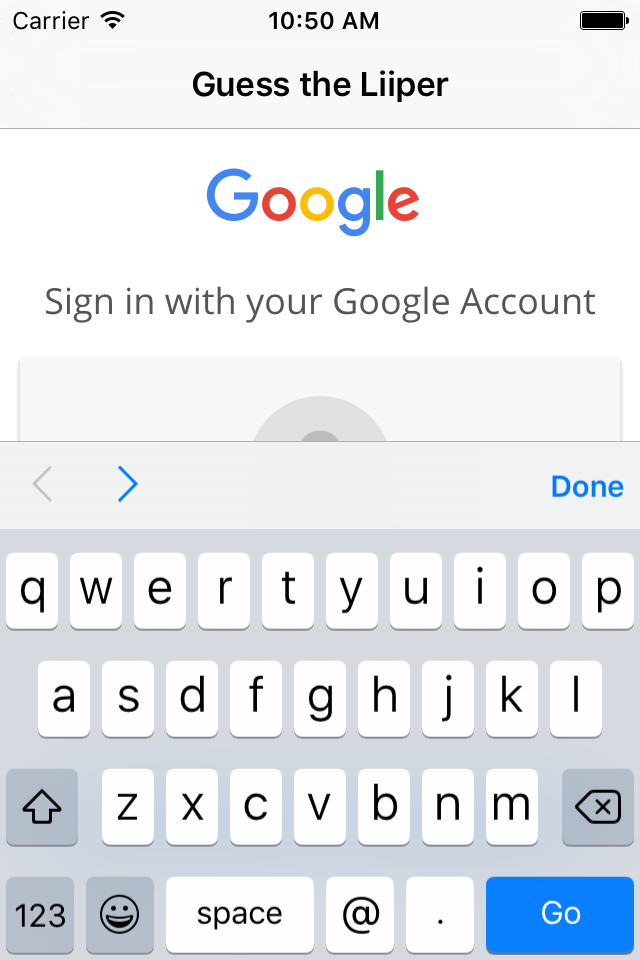 Carrier 10:50 AM
Guess the Liiper
Google
Sign in with your Google Account
Done
q w e r t y u i o p
a s d f g h j k l
z x c v b n m
123 space @ . Go